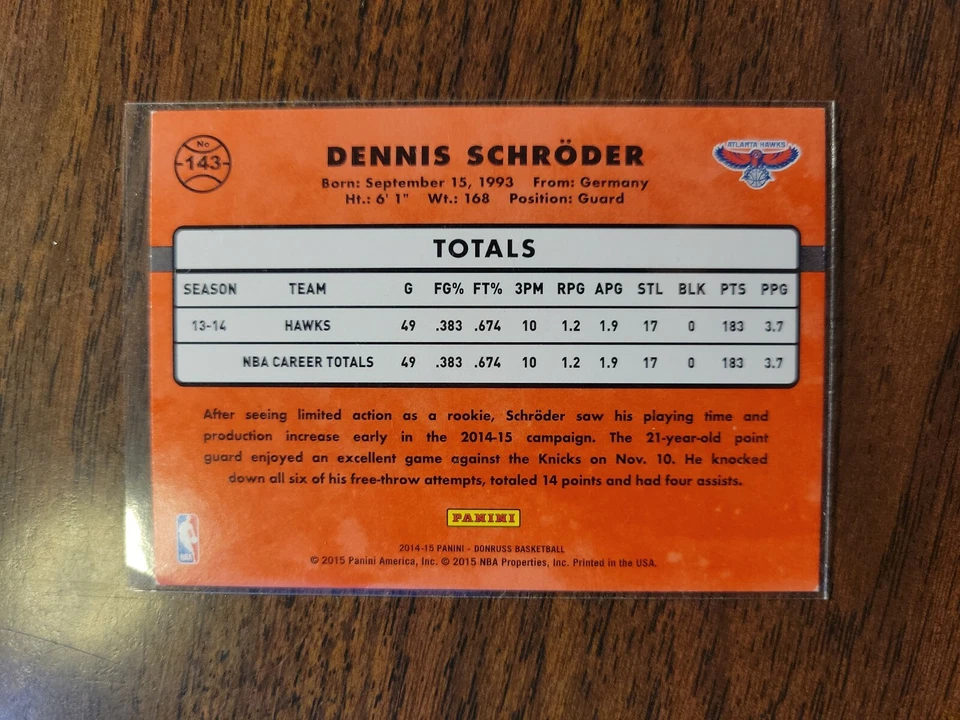 No
143
DENNIS SCHRÖDER
ATLANTA HAWKS
Born: September 15, 1993 From: Germany
Ht.: 6' 1" Wt.: 168 Position: Guard
TOTALS
SEASON TEAM G FG% FT% 3PM RPG APG STL BLK PTS PPG
13-14 HAWKS 49 .383 .674 10 1.2 1.9 17 0 183 3.7
NBA CAREER TOTALS 49 .383 .674 10 1.2 1.9 17 0 183 3.7
After seeing limited action as a rookie, Schröder saw his playing time and
production increase early in the 2014-15 campaign. The 21-year-old point
guard enjoyed an excellent game against the Knicks on Nov. 10. He knocked
down all six of his free-throw attempts, totaled 14 points and had four assists.
PANINI
NBA
2014-15 PANINI - DONRUSS BASKETBALL
© 2015 Panini America, Inc. © 2015 NBA Properties, Inc. Printed in the USA.